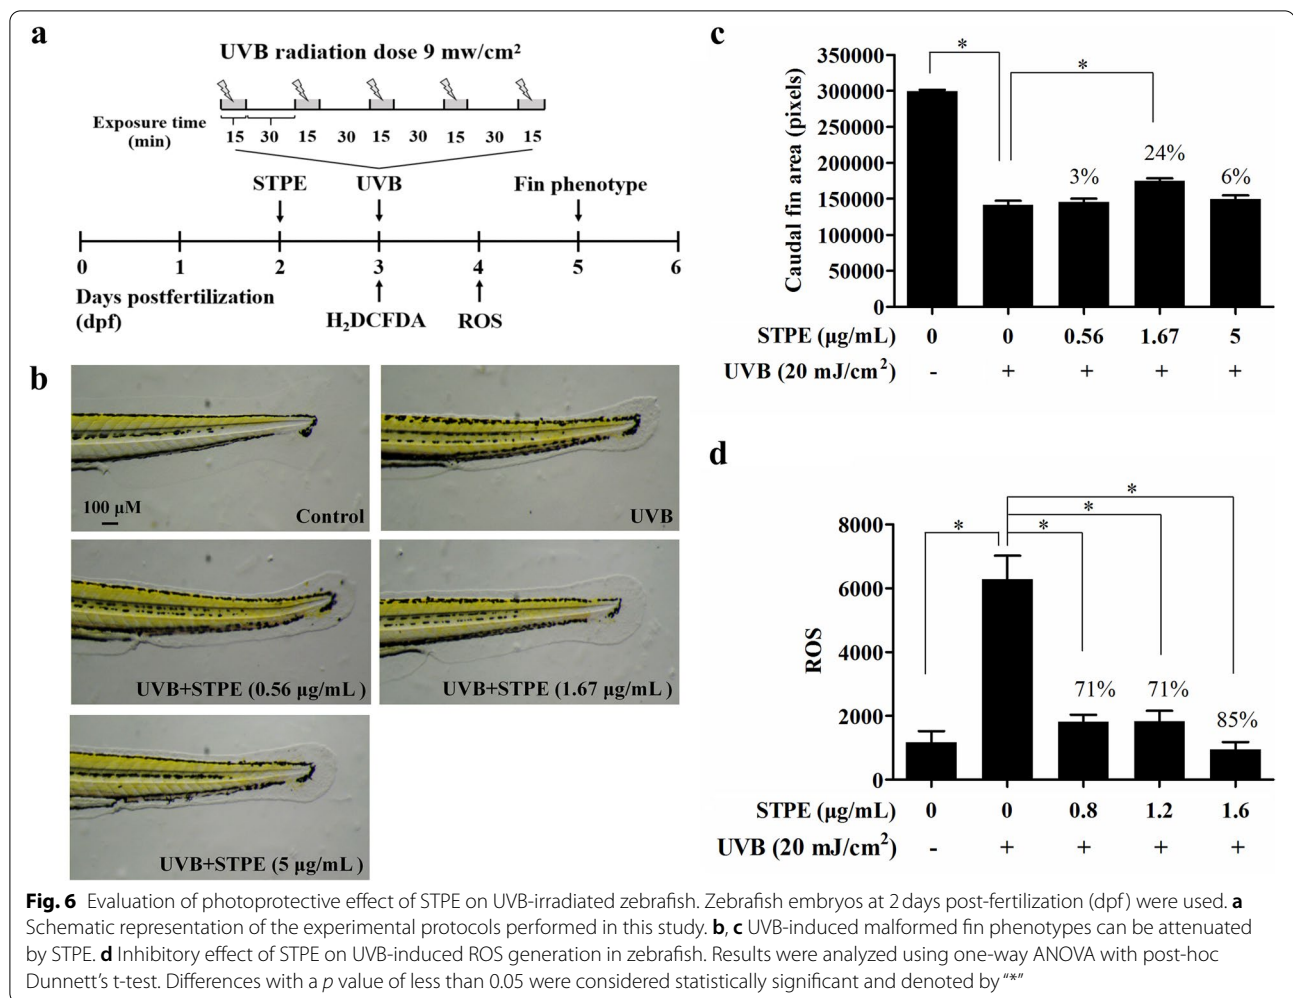 a
UVB radiation dose 9 mw/cm²
Exposure time
(min)
15 30 15 30 15 30 15 30 15
STPE UVB Fin phenotype
0 1 2 3 4 5 6
Days postfertilization
(dpf)
H₂DCFDA ROS
b
100 μM
Control
UVB
UVB+STPE (0.56 μg/mL )
UVB+STPE (1.67 μg/mL )
UVB+STPE (5 μg/mL )
c
Caudal fin area (pixels)
350000
300000
250000
200000
150000
100000
50000
0
*
*
3%
24%
6%
STPE (μg/mL) 0 0 0.56 1.67 5
UVB (20 mJ/cm²) - + + + +
d
ROS
8000
6000
4000
2000
0
*
*
*
*
71%
71%
85%
STPE (μg/mL) 0 0 0.8 1.2 1.6
UVB (20 mJ/cm²) - + + + +
Fig. 6 Evaluation of photoprotective effect of STPE on UVB-irradiated zebrafish. Zebrafish embryos at 2 days post-fertilization (dpf) were used. a
Schematic representation of the experimental protocols performed in this study. b, c UVB-induced malformed fin phenotypes can be attenuated
by STPE. d Inhibitory effect of STPE on UVB-induced ROS generation in zebrafish. Results were analyzed using one-way ANOVA with post-hoc
Dunnett's t-test. Differences with a p value of less than 0.05 were considered statistically significant and denoted by "*"